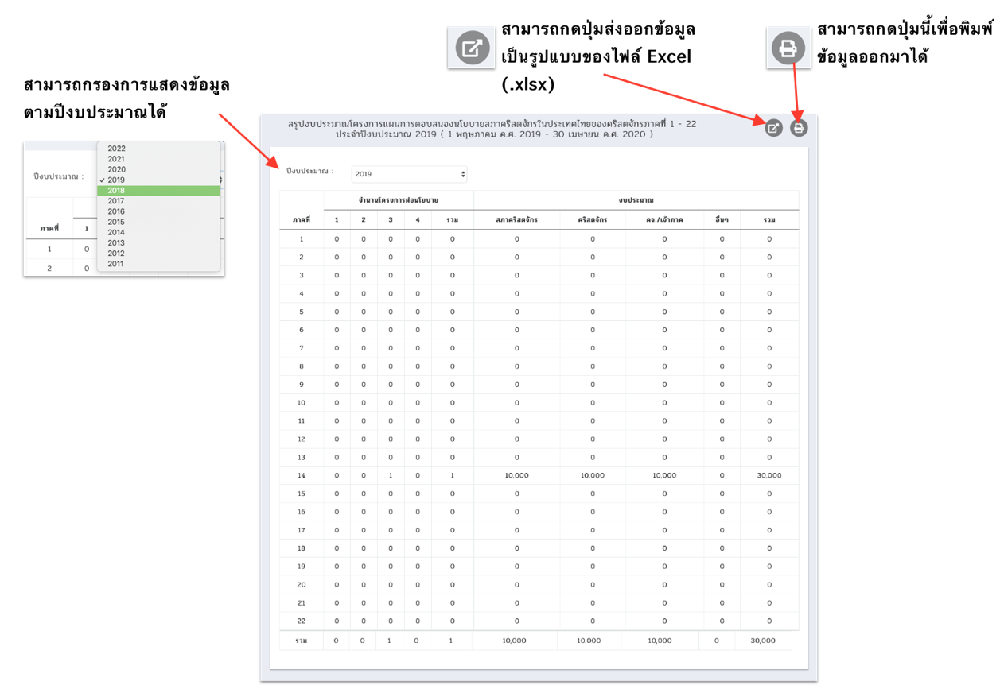 สามารถกดปุ่มส่งออกข้อมูล
เป็นรูปแบบของไฟล์ Excel
(.xlsx)
สามารถกดปุ่มนี้เพื่อพิมพ์
ข้อมูลออกมาได้
สามารถกรองการแสดงข้อมูล
ตามปีงบประมาณได้
ปีงบประมาณ :
2022
2021
2020
✓ 2019
2018
2017
2016
2015
2014
2013
2012
2011
ภาคที่ 1
1 0
2 0
สรุปงบประมาณโครงการแผนการตอบสนองนโยบายสภาคริสตจักรในประเทศไทยของคริสตจักรภาคที่ 1 - 22
ประจำปีงบประมาณ 2019 ( 1 พฤษภาคม ค.ศ. 2019 - 30 เมษายน ค.ศ. 2020 )
ปีงบประมาณ : 2019
จำนวนโครงการต่อนโยบาย งบประมาณ
ภาคที่ 1 2 3 4 รวม สภาคริสตจักร คริสตจักร คจ./เจ้าภาค อื่นๆ รวม
1 0 0 0 0 0 0 0 0 0 0
2 0 0 0 0 0 0 0 0 0 0
3 0 0 0 0 0 0 0 0 0 0
4 0 0 0 0 0 0 0 0 0 0
5 0 0 0 0 0 0 0 0 0 0
6 0 0 0 0 0 0 0 0 0 0
7 0 0 0 0 0 0 0 0 0 0
8 0 0 0 0 0 0 0 0 0 0
9 0 0 0 0 0 0 0 0 0 0
10 0 0 0 0 0 0 0 0 0 0
11 0 0 0 0 0 0 0 0 0 0
12 0 0 0 0 0 0 0 0 0 0
13 0 0 0 0 0 0 0 0 0 0
14 0 0 1 0 1 10,000 10,000 10,000 0 30,000
15 0 0 0 0 0 0 0 0 0 0
16 0 0 0 0 0 0 0 0 0 0
17 0 0 0 0 0 0 0 0 0 0
18 0 0 0 0 0 0 0 0 0 0
19 0 0 0 0 0 0 0 0 0 0
20 0 0 0 0 0 0 0 0 0 0
21 0 0 0 0 0 0 0 0 0 0
22 0 0 0 0 0 0 0 0 0 0
รวม 0 0 1 0 1 10,000 10,000 10,000 0 30,000